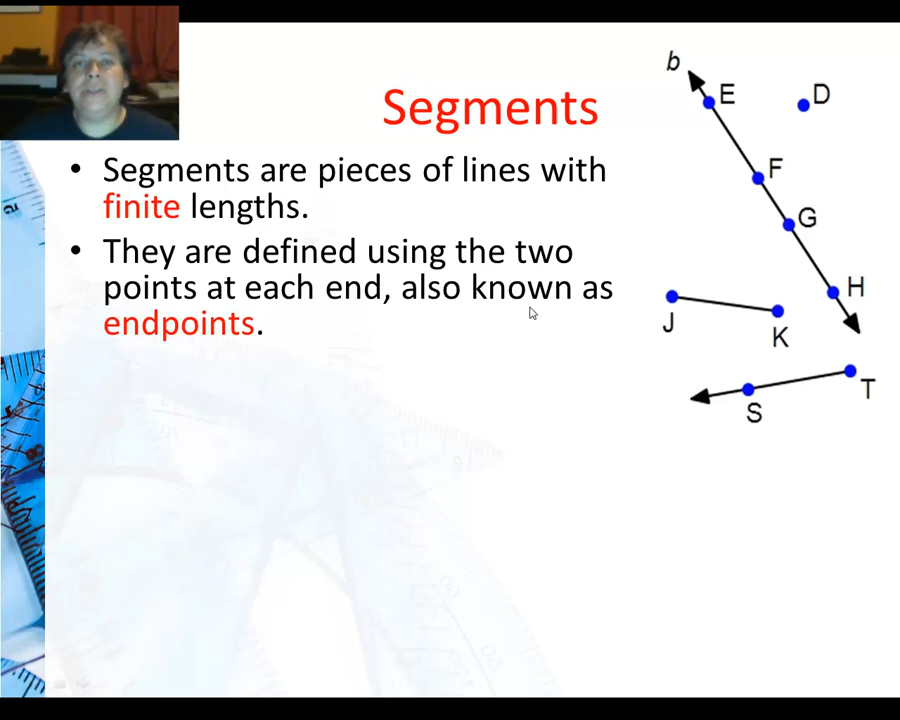 Segments
• Segments are pieces of lines with
finite lengths.
• They are defined using the two
points at each end, also known as
endpoints.
b
E
D
F
G
H
J
K
T
S